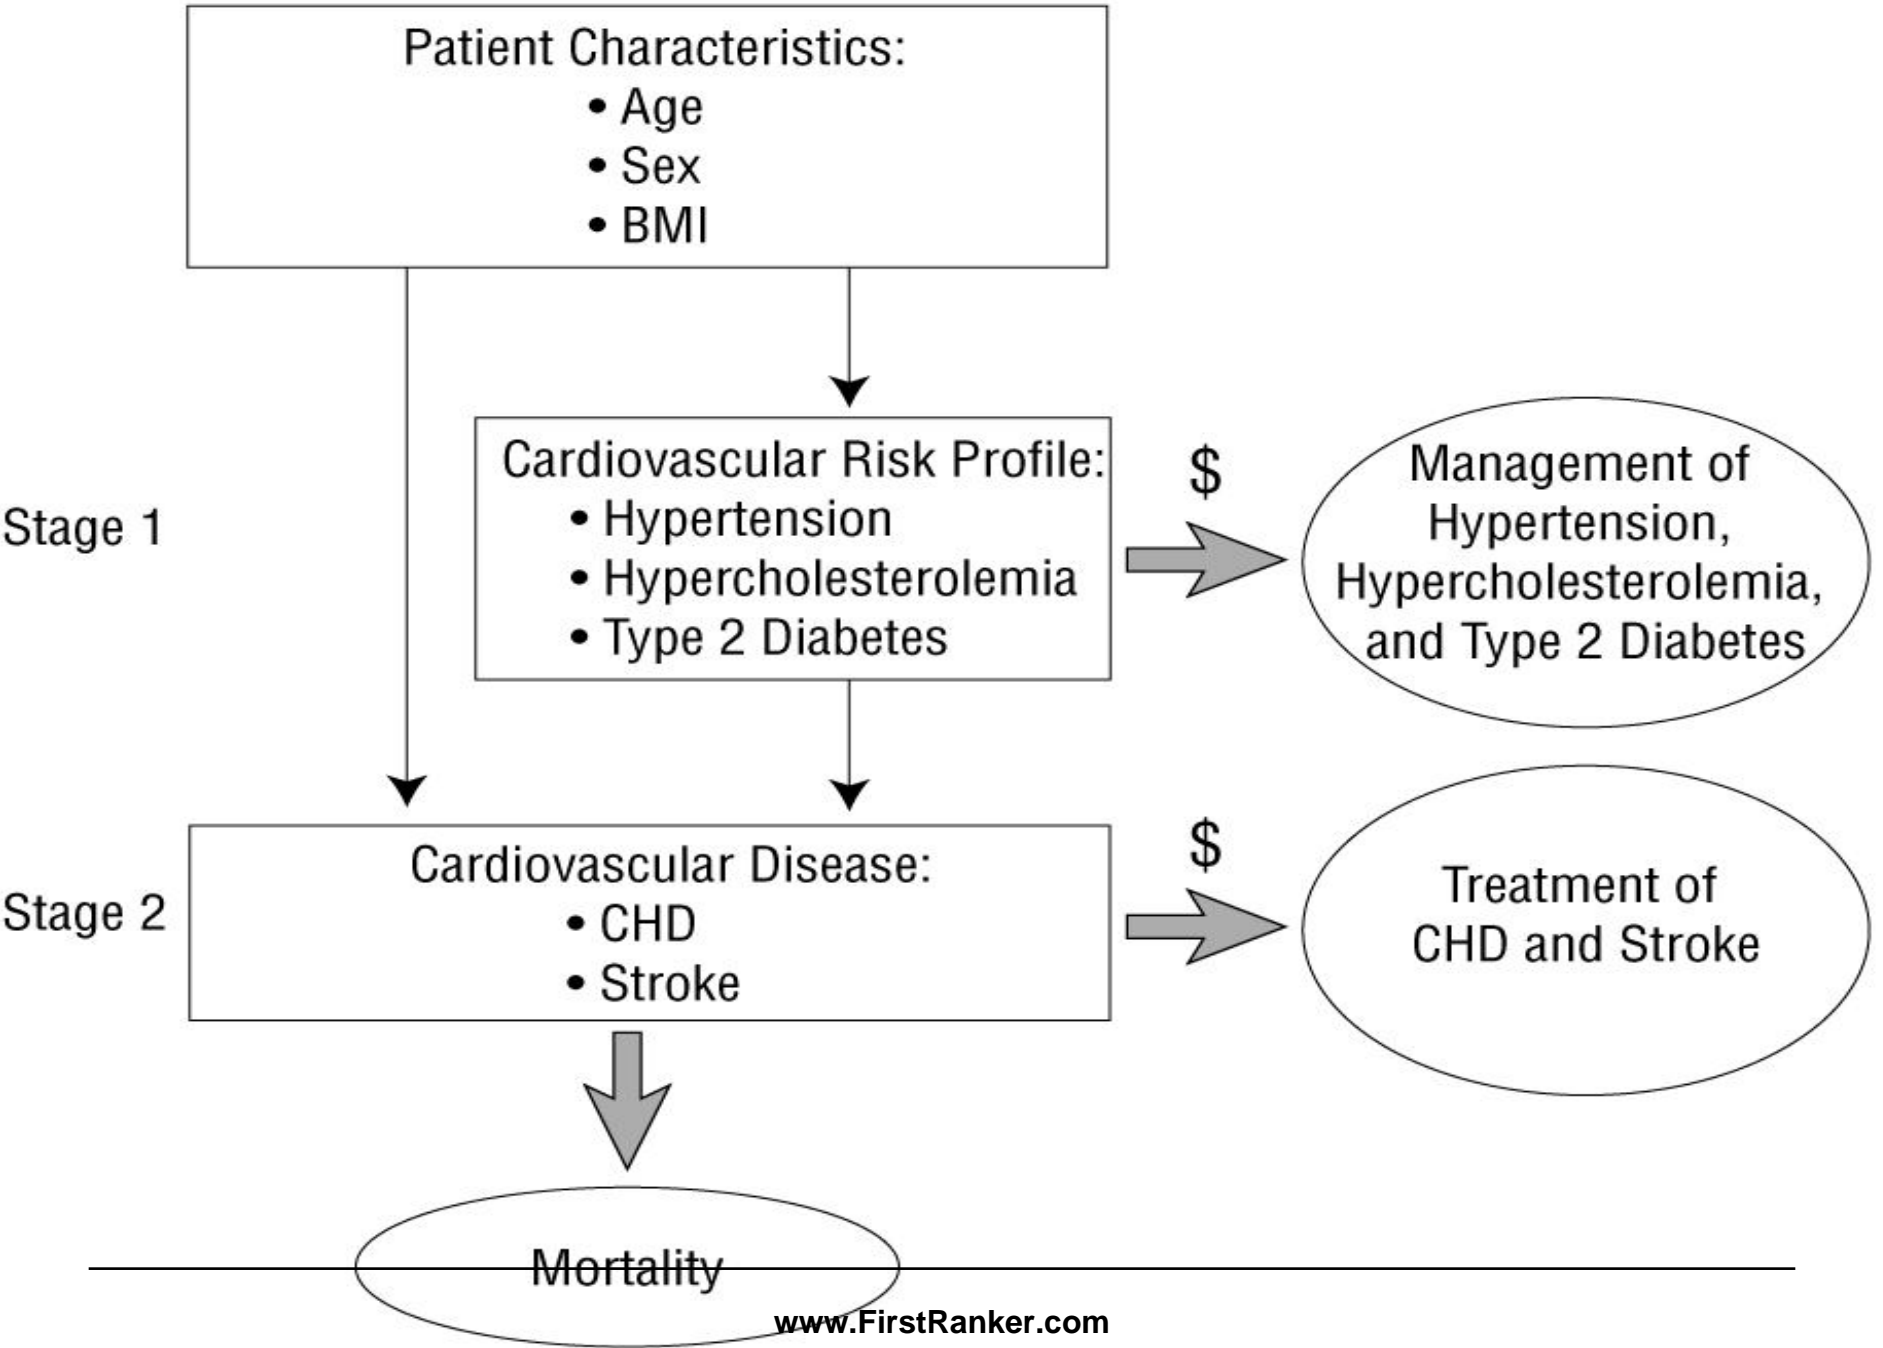 Patient Characteristics:
• Age
• Sex
• BMI
Stage 1
Cardiovascular Risk Profile:
• Hypertension
• Hypercholesterolemia
• Type 2 Diabetes
$
Management of
Hypertension,
Hypercholesterolemia,
and Type 2 Diabetes
Stage 2
Cardiovascular Disease:
• CHD
• Stroke
$
Treatment of
CHD and Stroke
Mortality
www.FirstRanker.com